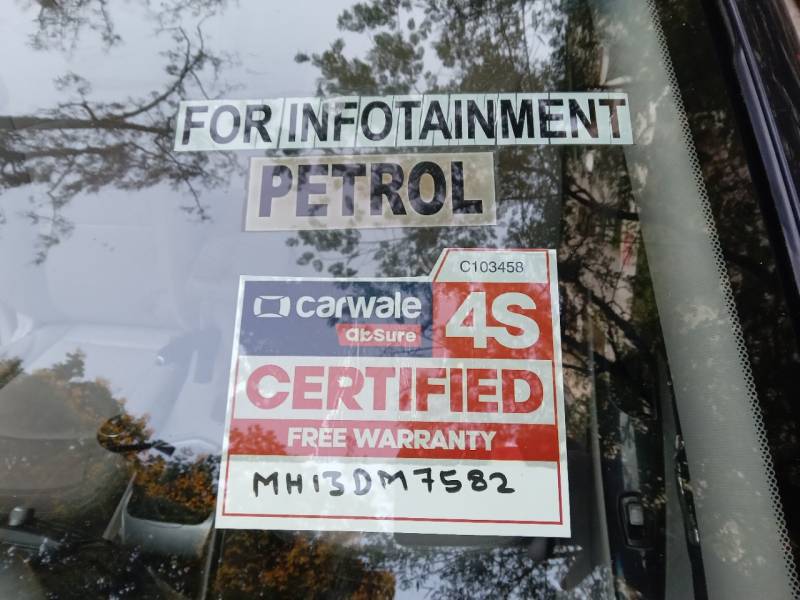 FOR INFOTAINMENT
PETROL
C103458
carwale 4S
abSure
CERTIFIED
FREE WARRANTY
MH13DM7582